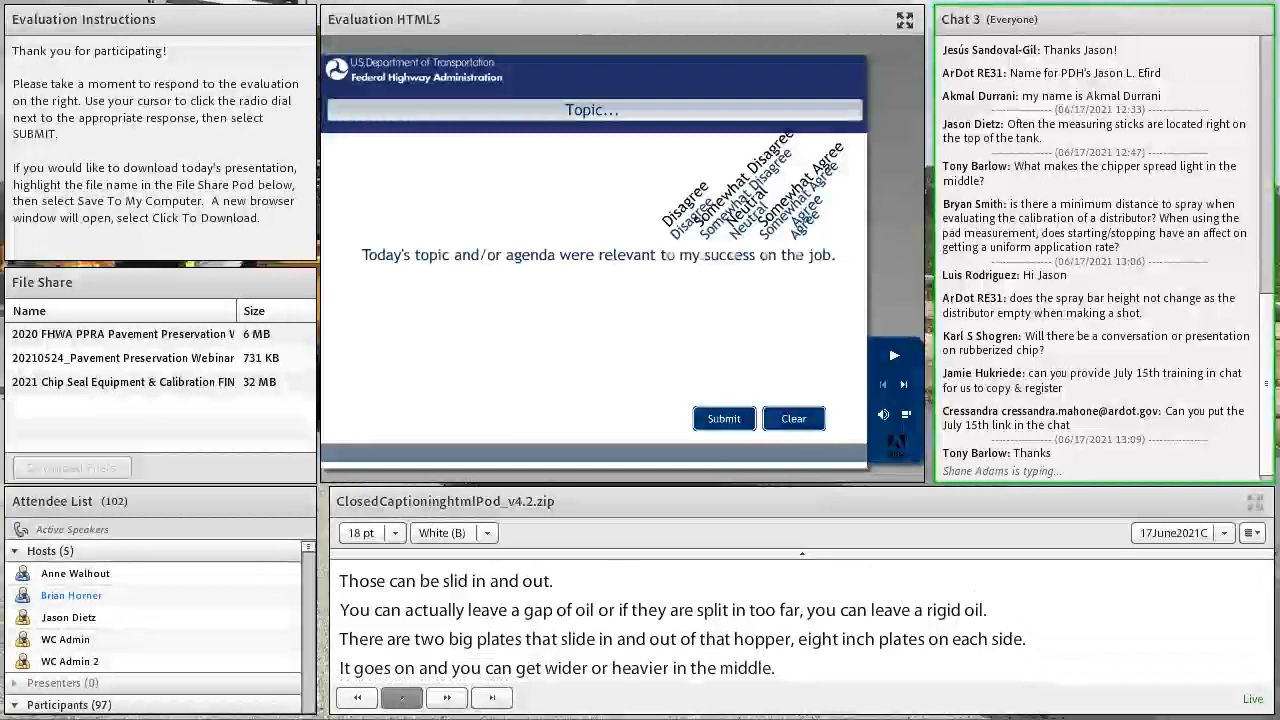 Evaluation Instructions
Thank you for participating!
Please take a moment to respond to the evaluation
on the right. Use your cursor to click the radio dial
next to the appropriate response, then select
SUBMIT.
If you would like to download today's presentation,
highlight the file name in the File Share Pod below,
then select Save To My Computer. A new browser
window will open, select Click To Download.
File Share
Name Size
2020 FHWA PPRA Pavement Preservation V 6 MB
20210524_Pavement Preservation Webinar 731 KB
2021 Chip Seal Equipment & Calibration FIN 32 MB
Attendee List (102)
Active Speakers
Hosts (5)
Anne Walhout
Brian Horner
Jason Dietz
WC Admin
WC Admin 2
Presenters (0)
Participants (97)
Evaluation HTML5
U.S.Department of Transportation
Federal Highway Administration
Topic...
Disagree
Somewhat Disagree
Neutral
Somewhat Agree
Agree
Disagree
Somewhat Disagree
Neutral
Somewhat Agree
Agree
Today's topic and/or agenda were relevant to my success on the job.
Submit Clear
Chat 3 (Everyone)
Jesús Sandoval-Gil: Thanks Jason!
ArDot RE31: Name for PDH's Jason L. Efird
Akmal Durrani: my name is Akmal Durrani
(06/17/2021 12:33)
Jason Dietz: Often the measuring sticks are located right on
the top of the tank.
(06/17/2021 12:47)
Tony Barlow: What makes the chipper spread light in the
middle?
Bryan Smith: is there a minimum distance to spray when
evaluating the calibration of a distributor? When using the
pad measurement, does starting/stopping have an affect on
getting a uniform application rate?
(06/17/2021 13:06)
Luis Rodriguez: Hi Jason
ArDot RE31: does the spray bar height not change as the
distributor empty when making a shot.
Karl S Shogren: Will there be a conversation or presentation
on rubberized chip?
Jamie Hukriede: can you provide July 15th training in chat
for us to copy & register
Cressandra cressandra.mahone@ardot.gov: Can you put the
July 15th link in the chat
(06/17/2021 13:09)
Tony Barlow: Thanks
Shane Adams is typing...
ClosedCaptioninghtmlPod_v4.2.zip
18 pt White (B) 17June2021C
Those can be slid in and out.
You can actually leave a gap of oil or if they are split in too far, you can leave a rigid oil.
There are two big plates that slide in and out of that hopper, eight inch plates on each side.
It goes on and you can get wider or heavier in the middle.
Live